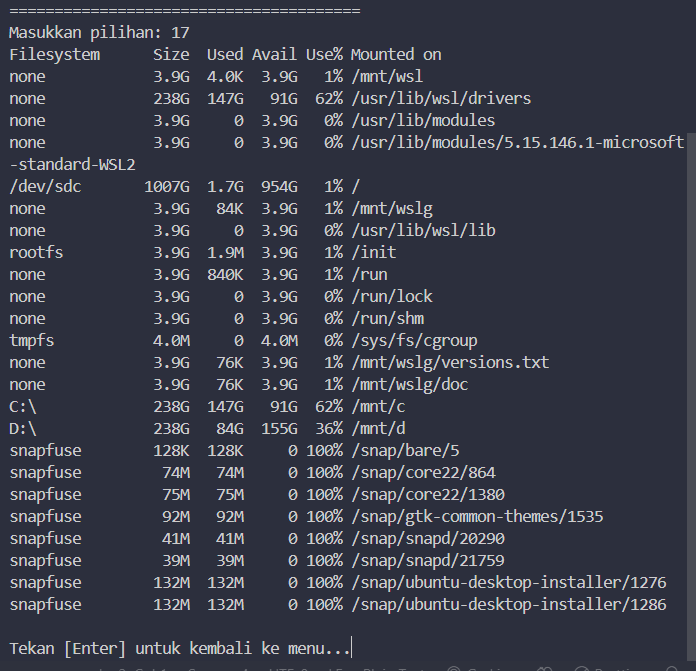 =======================================
Masukkan pilihan: 17
Filesystem      Size  Used Avail Use% Mounted on
none            3.9G  4.0K  3.9G   1% /mnt/wsl
none            238G  147G   91G  62% /usr/lib/wsl/drivers
none            3.9G     0  3.9G   0% /usr/lib/modules
none            3.9G     0  3.9G   0% /usr/lib/modules/5.15.146.1-microsoft
-standard-WSL2
/dev/sdc       1007G  1.7G  954G   1% /
none            3.9G   84K  3.9G   1% /mnt/wslg
none            3.9G     0  3.9G   0% /usr/lib/wsl/lib
rootfs          3.9G  1.9M  3.9G   1% /init
none            3.9G  840K  3.9G   1% /run
none            3.9G     0  3.9G   0% /run/lock
none            3.9G     0  3.9G   0% /run/shm
tmpfs           4.0M     0  4.0M   0% /sys/fs/cgroup
none            3.9G   76K  3.9G   1% /mnt/wslg/versions.txt
none            3.9G   76K  3.9G   1% /mnt/wslg/doc
C:\             238G  147G   91G  62% /mnt/c
D:\             238G   84G  155G  36% /mnt/d
snapfuse        128K  128K     0 100% /snap/bare/5
snapfuse         74M   74M     0 100% /snap/core22/864
snapfuse         75M   75M     0 100% /snap/core22/1380
snapfuse         92M   92M     0 100% /snap/gtk-common-themes/1535
snapfuse         41M   41M     0 100% /snap/snapd/20290
snapfuse         39M   39M     0 100% /snap/snapd/21759
snapfuse        132M  132M     0 100% /snap/ubuntu-desktop-installer/1276
snapfuse        132M  132M     0 100% /snap/ubuntu-desktop-installer/1286
Tekan [Enter] untuk kembali ke menu...